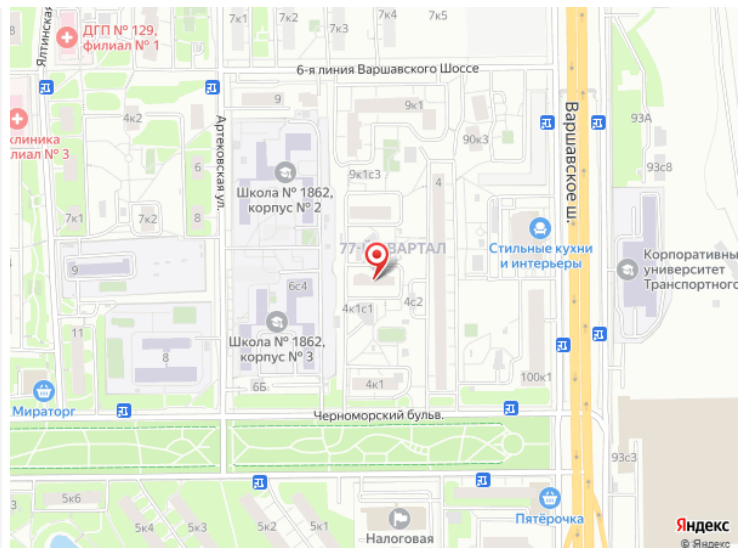 ДГП № 129,
филиал № 1
Ялтинская
7к1
7к2
7к3
7к4
7к5
6-я линия Варшавского Шоссе
9
9к1
Варшавское ш.
93А
клиника
лиал № 3
4к2
Артековская ул.
90к3
93с8
6
9к1с3
4
Школа № 1862,
корпус № 2
7к1
7к2
8
77-Й КВАРТАЛ
Стильные кухни
и интерьеры
Корпоративны
университет
Транспортного
9
6с4
4к1с1
4с2
11
8
Школа № 1862,
корпус № 3
6Б
4к1
100к1
Мираторг
Черноморский бульв.
93с3
5к6
5к4
5к3
5к2
5к1
Налоговая
Пятёрочка
Яндекс
© Яндекс